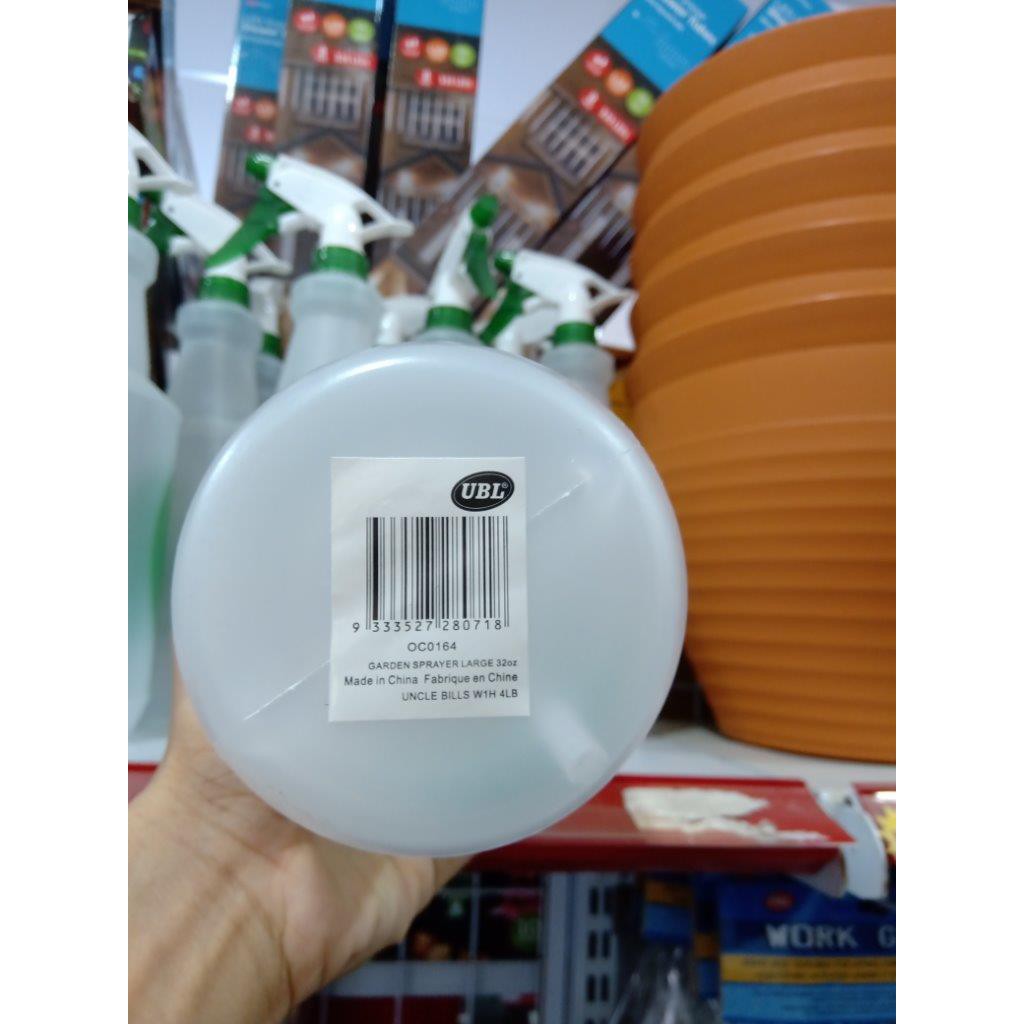 UBL®
9 333527 280718
OC0164
GARDEN SPRAYER LARGE 32oz
Made in China Fabrique en Chine
UNCLE BILLS W1H 4LB
WORK